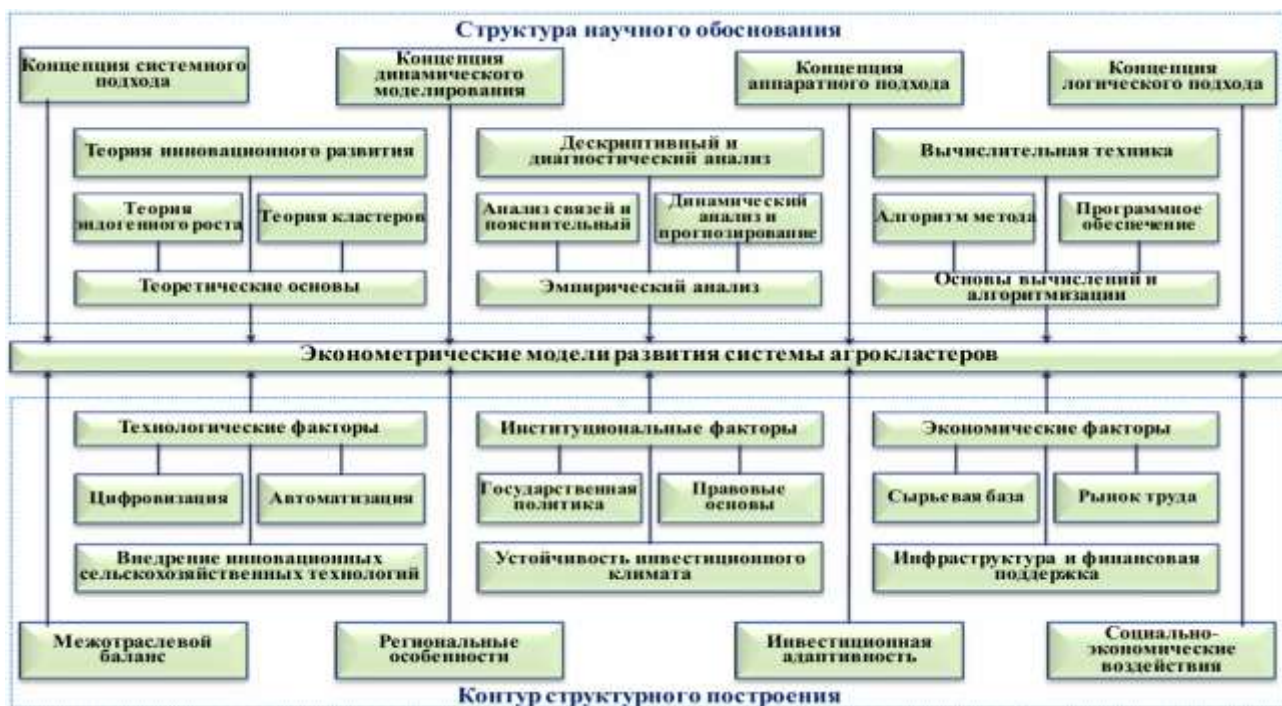 Структура научного обоснования
Концепция системного
подхода
Концепция
динамического
моделирования
Концепция
аппаратного подхода
Концепция
логического подхода
Теория инновационного развития
Дескриптивный и
диагностический анализ
Вычислительная техника
Теория
эндогенного роста
Теория кластеров
Анализ связей и
пояснительный
Динамический
анализ и
прогнозирование
Алгоритм метода
Программное
обеспечение
Теоретические основы
Эмпирический анализ
Основы вычислений и
алгоритмизации
Эконометрические модели развития системы агрокластеров
Технологические факторы
Институциональные факторы
Экономические факторы
Цифровизация
Автоматизация
Государственная
политика
Правовые
основы
Сырьевая база
Рынок труда
Внедрение инновационных
сельскохозяйственных технологий
Устойчивость инвестиционного
климата
Инфраструктура и финансовая
поддержка
Межотраслевой
баланс
Региональные
особенности
Инвестиционная
адаптивность
Социально-
экономические
воздействия
Контур структурного построения